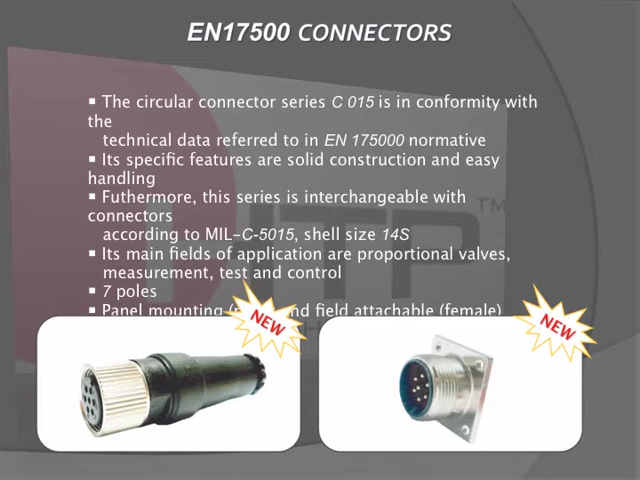 EN17500 CONNECTORS
▪ The circular connector series C 015 is in conformity with
the
technical data referred to in EN 175000 normative
▪ Its specific features are solid construction and easy
handling
▪ Futhermore, this series is interchangeable with
connectors
according to MIL-C-5015, shell size 14S
▪ Its main fields of application are proportional valves,
measurement, test and control
▪ 7 poles
▪ Panel mounting nd field attachable (female)
NEW
NEW
HTP
TM